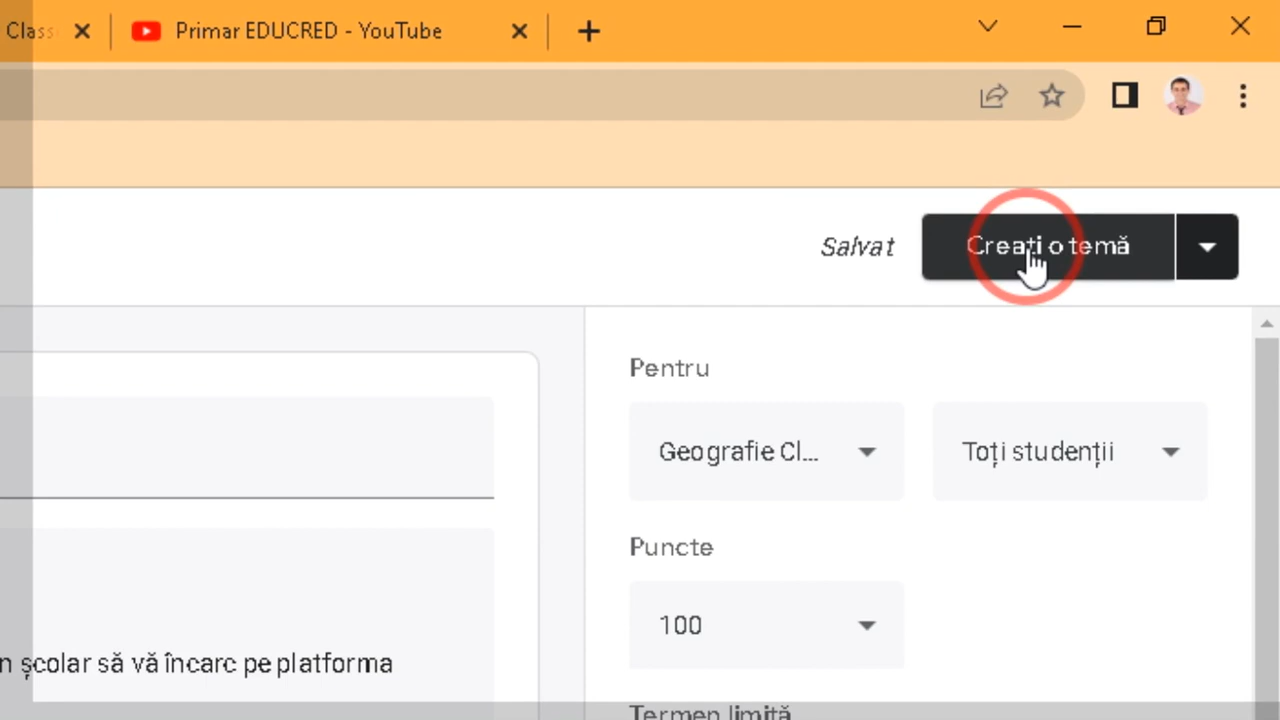 Class
Primar EDUCRED - YouTube
Salvat
Creați o temă
Pentru
Geografie Cl...
Toți studenții
Puncte
100
n școlar să vă încarc pe platforma
Termen limită